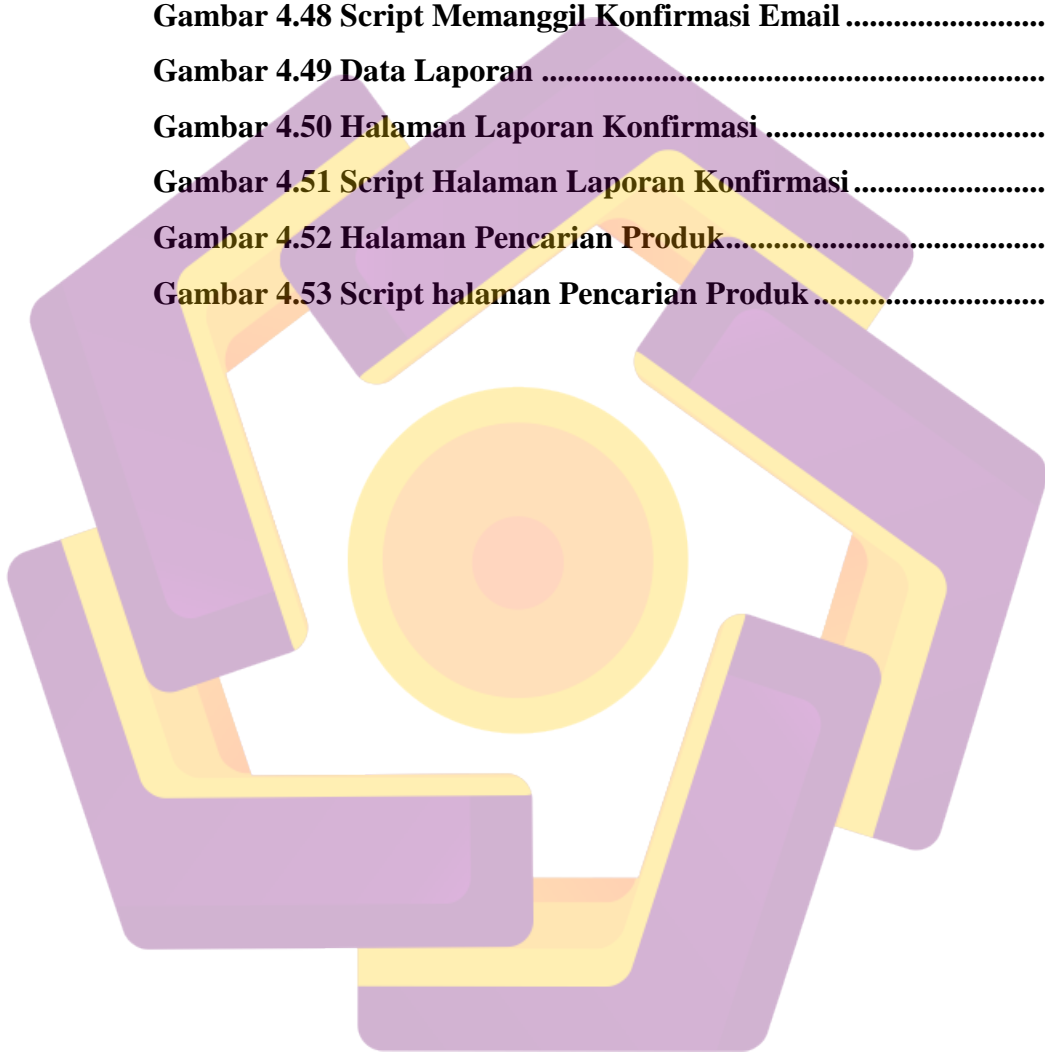 Gambar 4.48 Script Memanggil Konfirmasi Email .........................
Gambar 4.49 Data Laporan ...............................................................
Gambar 4.50 Halaman Laporan Konfirmasi ...................................
Gambar 4.51 Script Halaman Laporan Konfirmasi ........................
Gambar 4.52 Halaman Pencarian Produk........................................
Gambar 4.53 Script halaman Pencarian Produk .............................